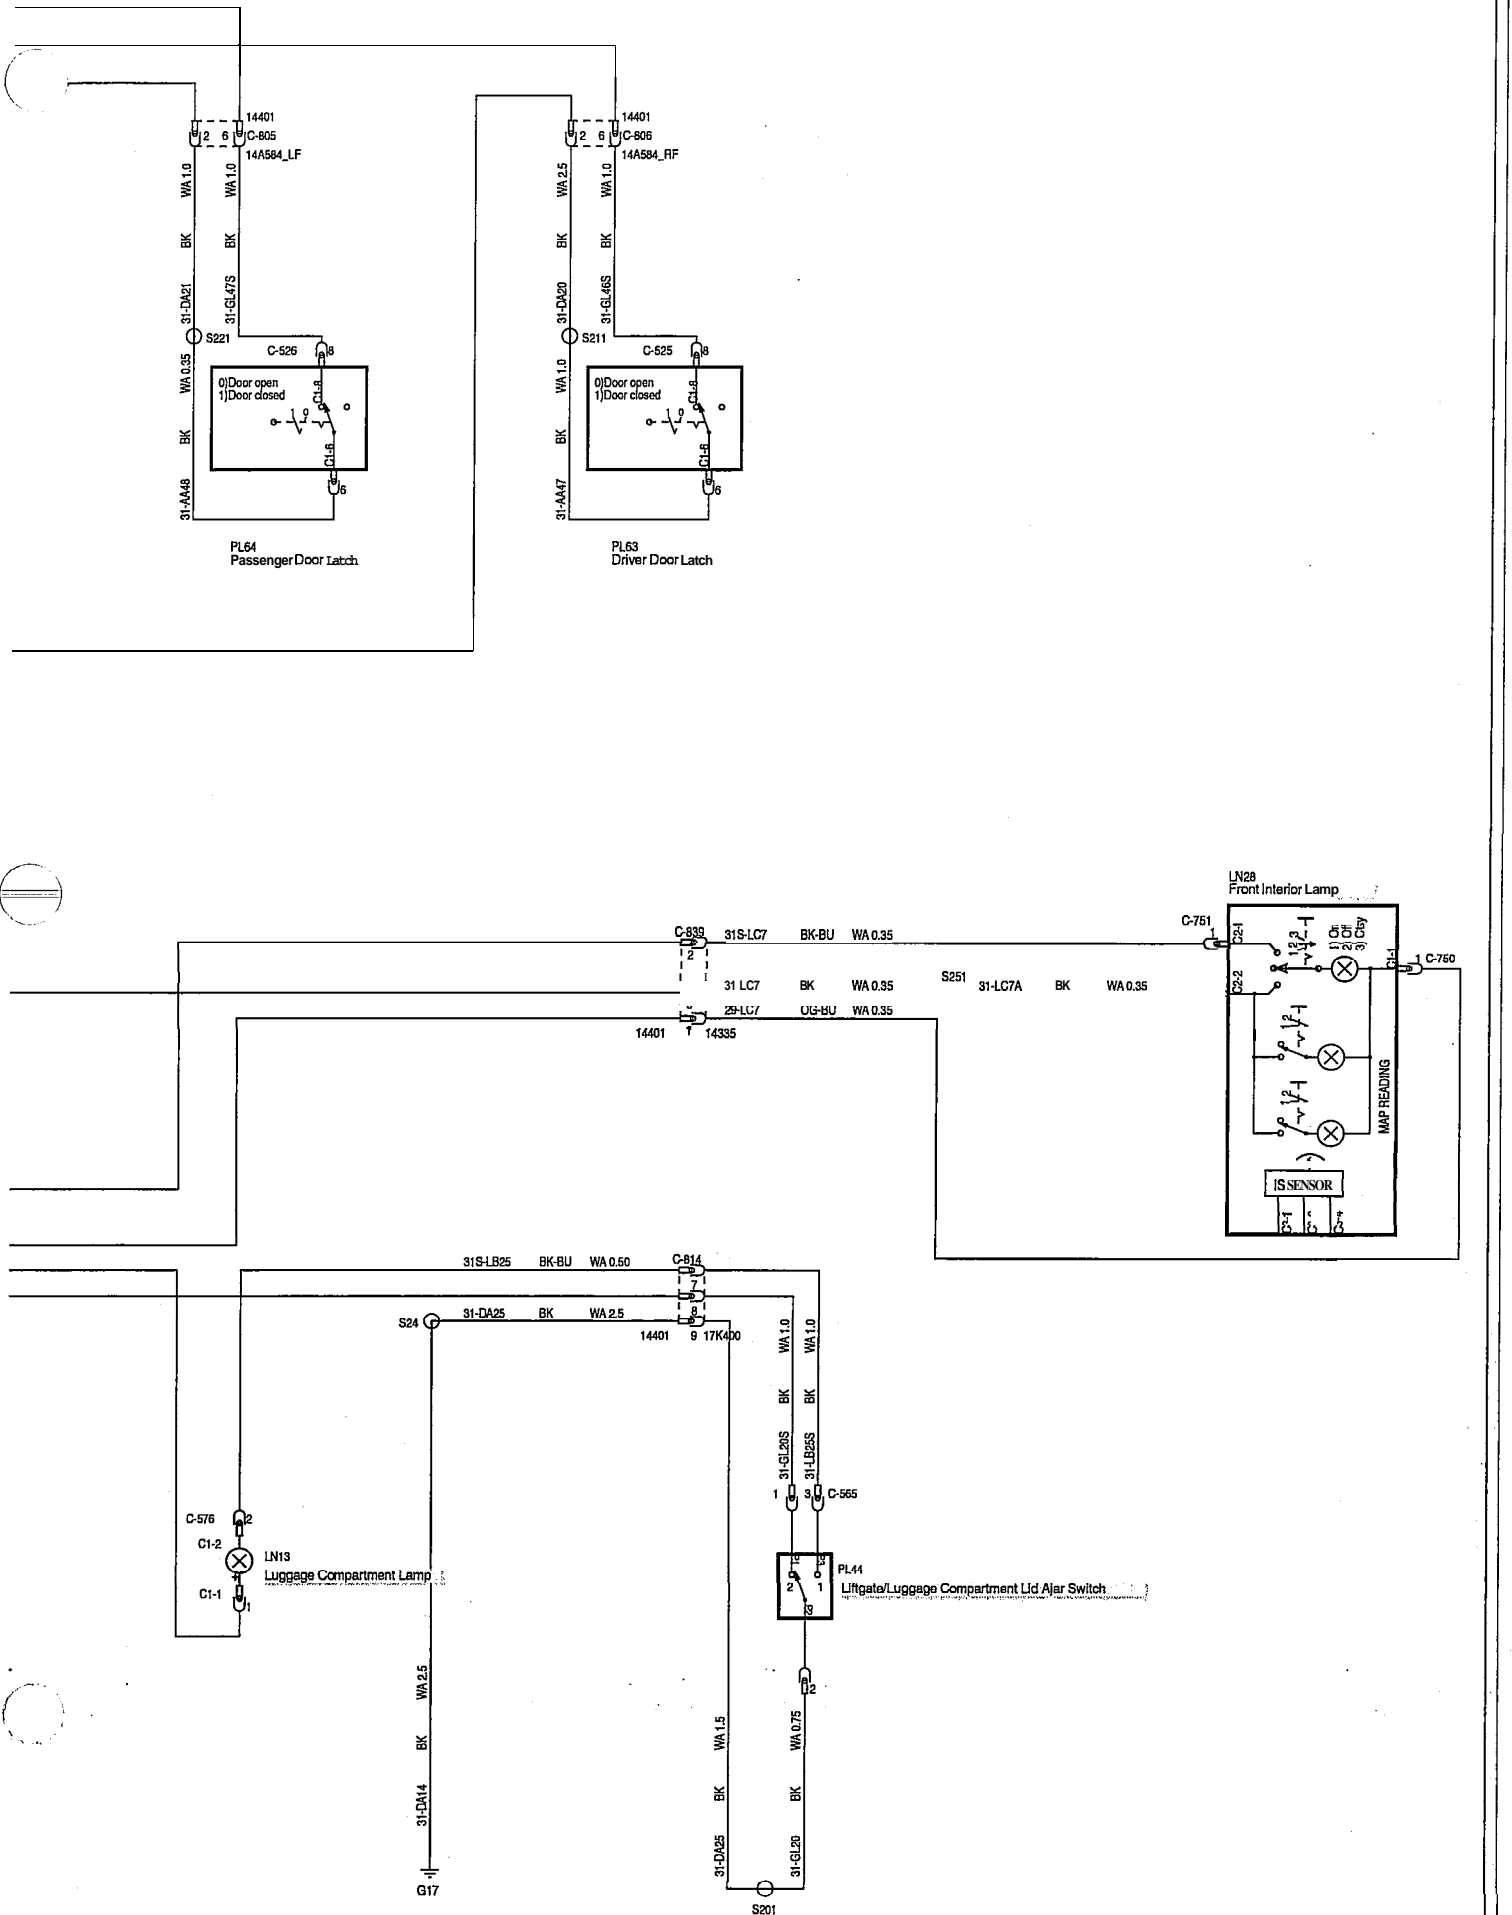 14401
2 6 C-805
14A584_LF
WA 1.0
WA 1.0
BK
BK
31-DA21
31-GL47S
S221
C-526 8
WA 0.35
BK
31-AA48
0)Door open
1)Door closed
C1-8
1 0
C1-6
6
PL64
Passenger Door Latch
14401
2 6 C-806
14A584_RF
WA 2.5
WA 1.0
BK
BK
31-DA20
31-GL46S
S211
C-525 8
WA 1.0
BK
31-AA47
0)Door open
1)Door closed
C1-8
1 0
C1-6
6
PL63
Driver Door Latch
LN28
Front Interior Lamp
C-839
2
31S-LC7 BK-BU WA 0.35
C-751 1
C2-1
1 2 3
1) On
2) Off
3) Ctsy
C1-1
1 C-750
31 LC7 BK WA 0.35
S251
31-LC7A BK WA 0.35
C2-2
29-LC7 OG-BU WA 0.35
14401 1 14335
1 2
1 2
MAP READING
IS SENSOR
31S-LB25 BK-BU WA 0.50
C-814
7
8
S24
31-DA25 BK WA 2.5
14401 9 17K400
WA 1.0
WA 1.0
BK
BK
31-GL20S
31-LB25S
1 3 C-565
C-576 2
C1-2
LN13
Luggage Compartment Lamp
C1-1
1
2 1
PL44
Liftgate/Luggage Compartment Lid Ajar Switch
2
WA 2.5
BK
31-DA14
G17
WA 1.5
BK
31-DA25
WA 0.75
BK
31-GL20
S201